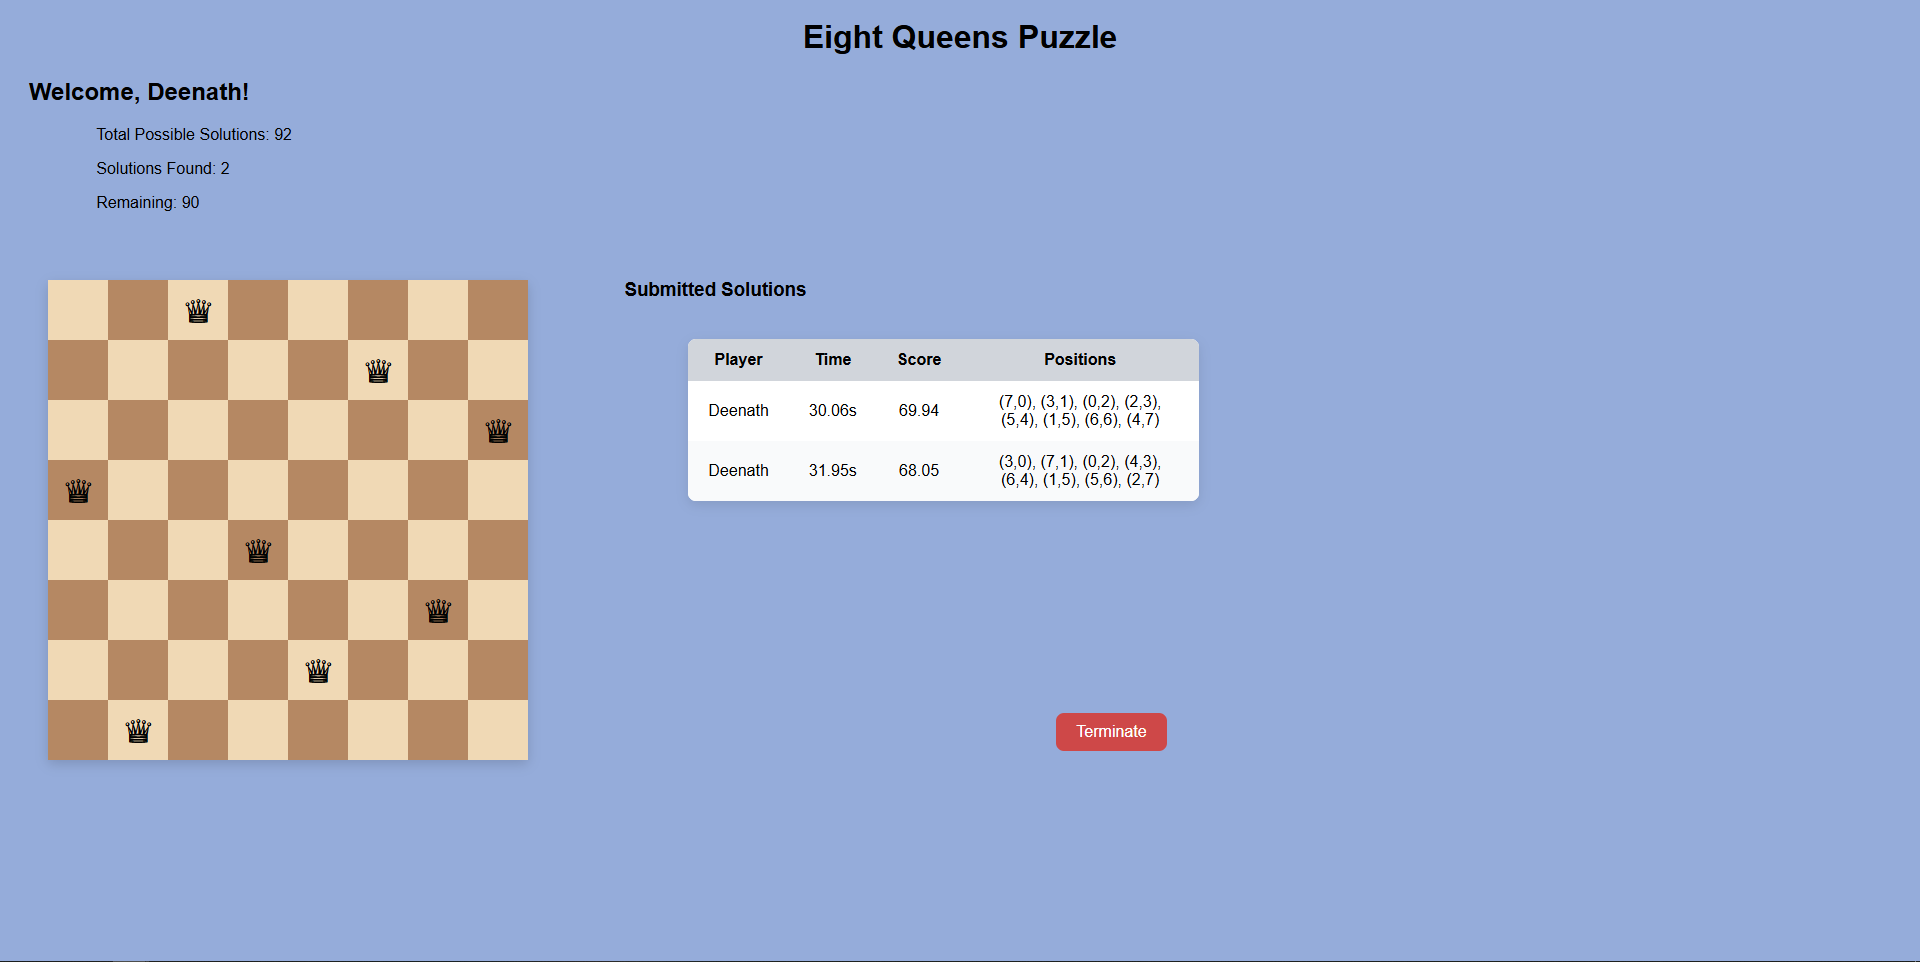 Eight Queens Puzzle
Welcome, Deenath!
Total Possible Solutions: 92
Solutions Found: 2
Remaining: 90
Submitted Solutions
Player Time Score Positions
Deenath 30.06s 69.94 (7,0), (3,1), (0,2), (2,3),
(5,4), (1,5), (6,6), (4,7)
Deenath 31.95s 68.05 (3,0), (7,1), (0,2), (4,3),
(6,4), (1,5), (5,6), (2,7)
Terminate